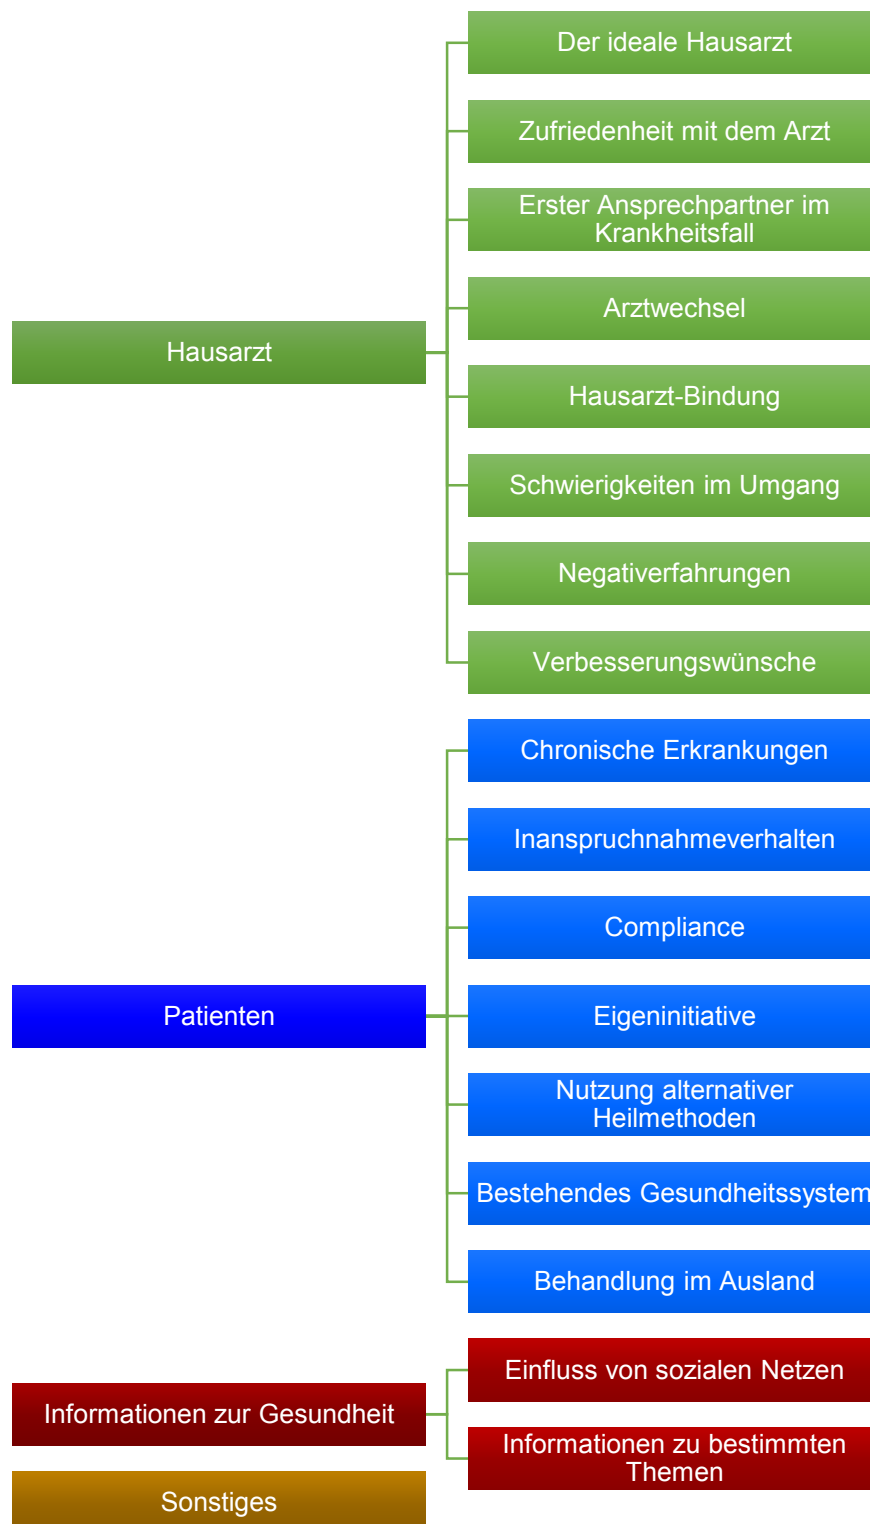 Hausarzt
Der ideale Hausarzt
Zufriedenheit mit dem Arzt
Erster Ansprechpartner im
Krankheitsfall
Arztwechsel
Hausarzt-Bindung
Schwierigkeiten im Umgang
Negativerfahrungen
Verbesserungswünsche
Patienten
Chronische Erkrankungen
Inanspruchnahmeverhalten
Compliance
Eigeninitiative
Nutzung alternativer
Heilmethoden
Bestehendes Gesundheitssystem
Behandlung im Ausland
Informationen zur Gesundheit
Einfluss von sozialen Netzen
Informationen zu bestimmten
Themen
Sonstiges